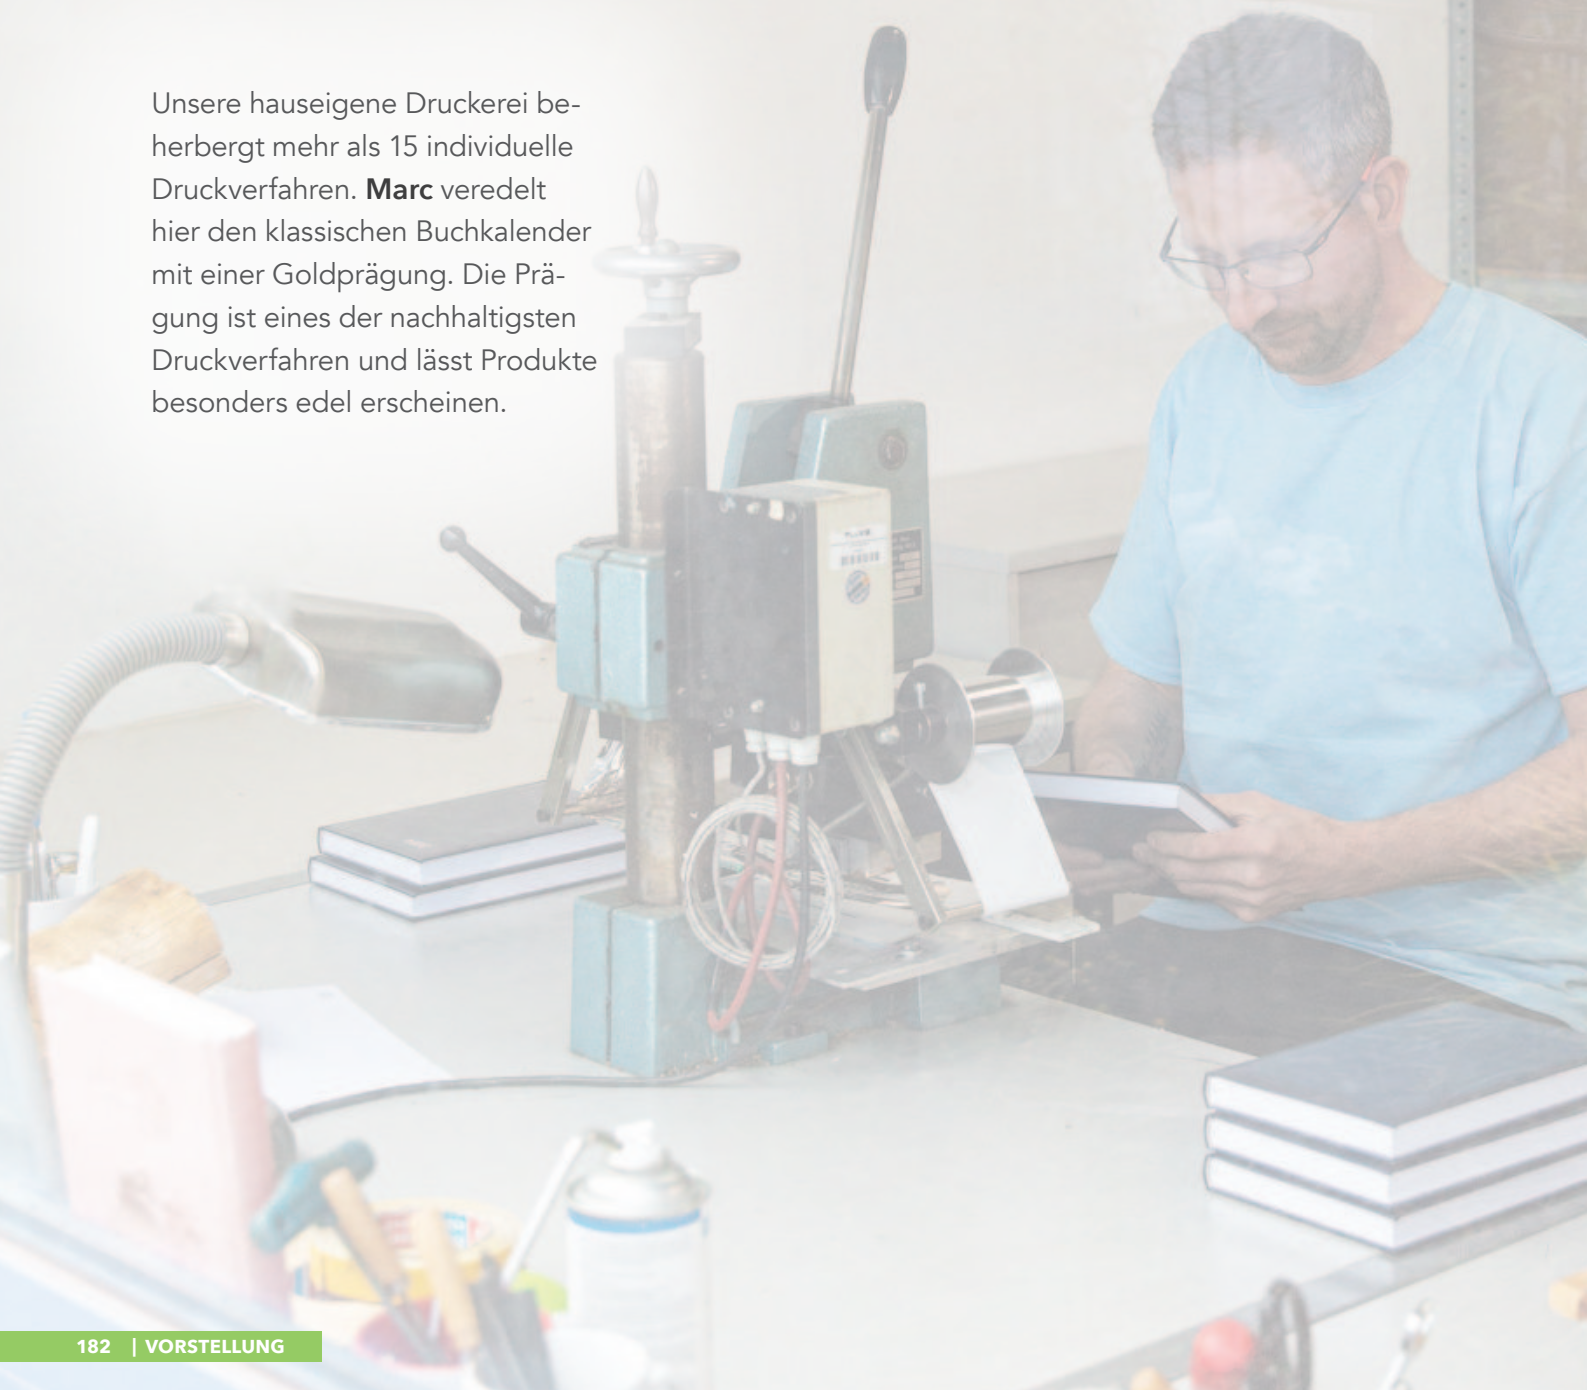 Unsere hauseigene Druckerei be-
herbergt mehr als 15 individuelle
Druckverfahren. Marc veredelt
hier den klassischen Buchkalender
mit einer Goldprägung. Die Prä-
gung ist eines der nachhaltigsten
Druckverfahren und lässt Produkte
besonders edel erscheinen.
182 | VORSTELLUNG